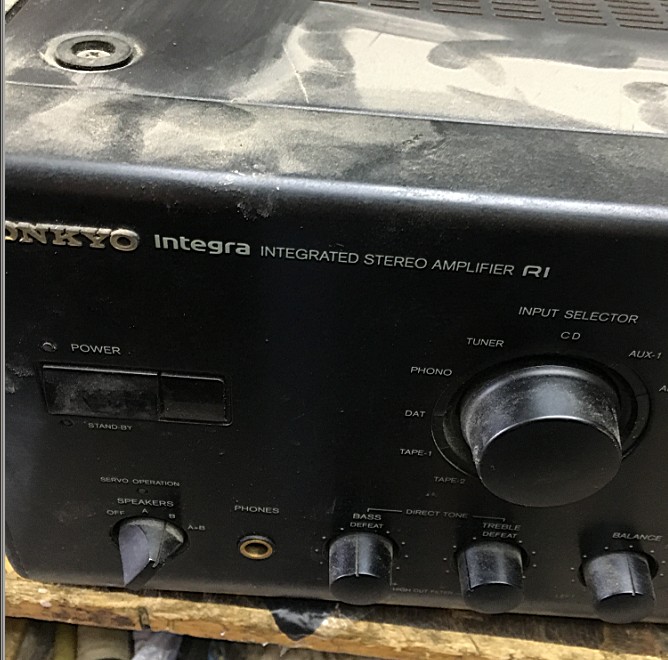 ONKYO Integra INTEGRATED STEREO AMPLIFIER RI
INPUT SELECTOR
CD
TUNER
AUX-1
PHONO
DAT
TAPE-1
TAPE-2
POWER
STAND-BY
SERVO OPERATION
SPEAKERS
OFF A B A+B
PHONES
DIRECT TONE
BASS
DEFEAT
TREBLE
DEFEAT
BALANCE